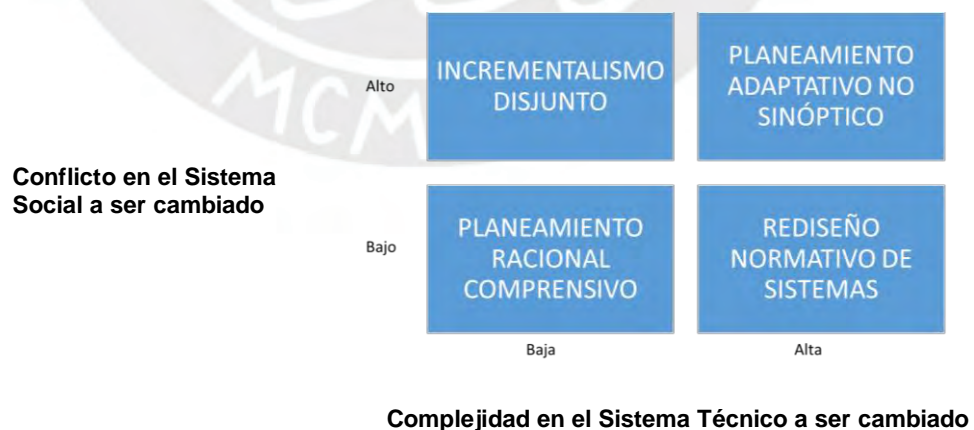 INCREMENTALISMO
DISJUNTO
PLANEAMIENTO
ADAPTATIVO NO
SINÓPTICO
Alto
Conflicto en el Sistema
Social a ser cambiado
PLANEAMIENTO
RACIONAL
COMPRENSIVO
REDISEÑO
NORMATIVO DE
SISTEMAS
Bajo
Baja
Alta
Complejidad en el Sistema Técnico a ser cambiado